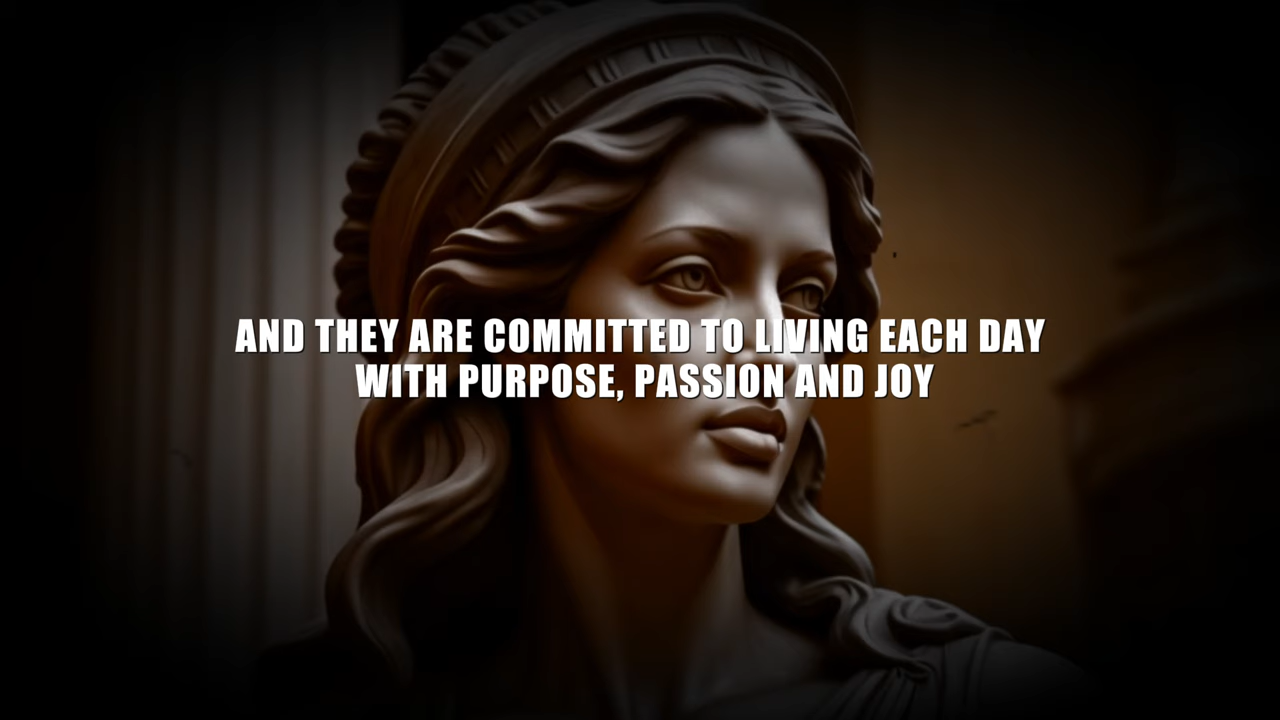 AND THEY ARE COMMITTED TO LIVING EACH DAY
WITH PURPOSE, PASSION AND JOY